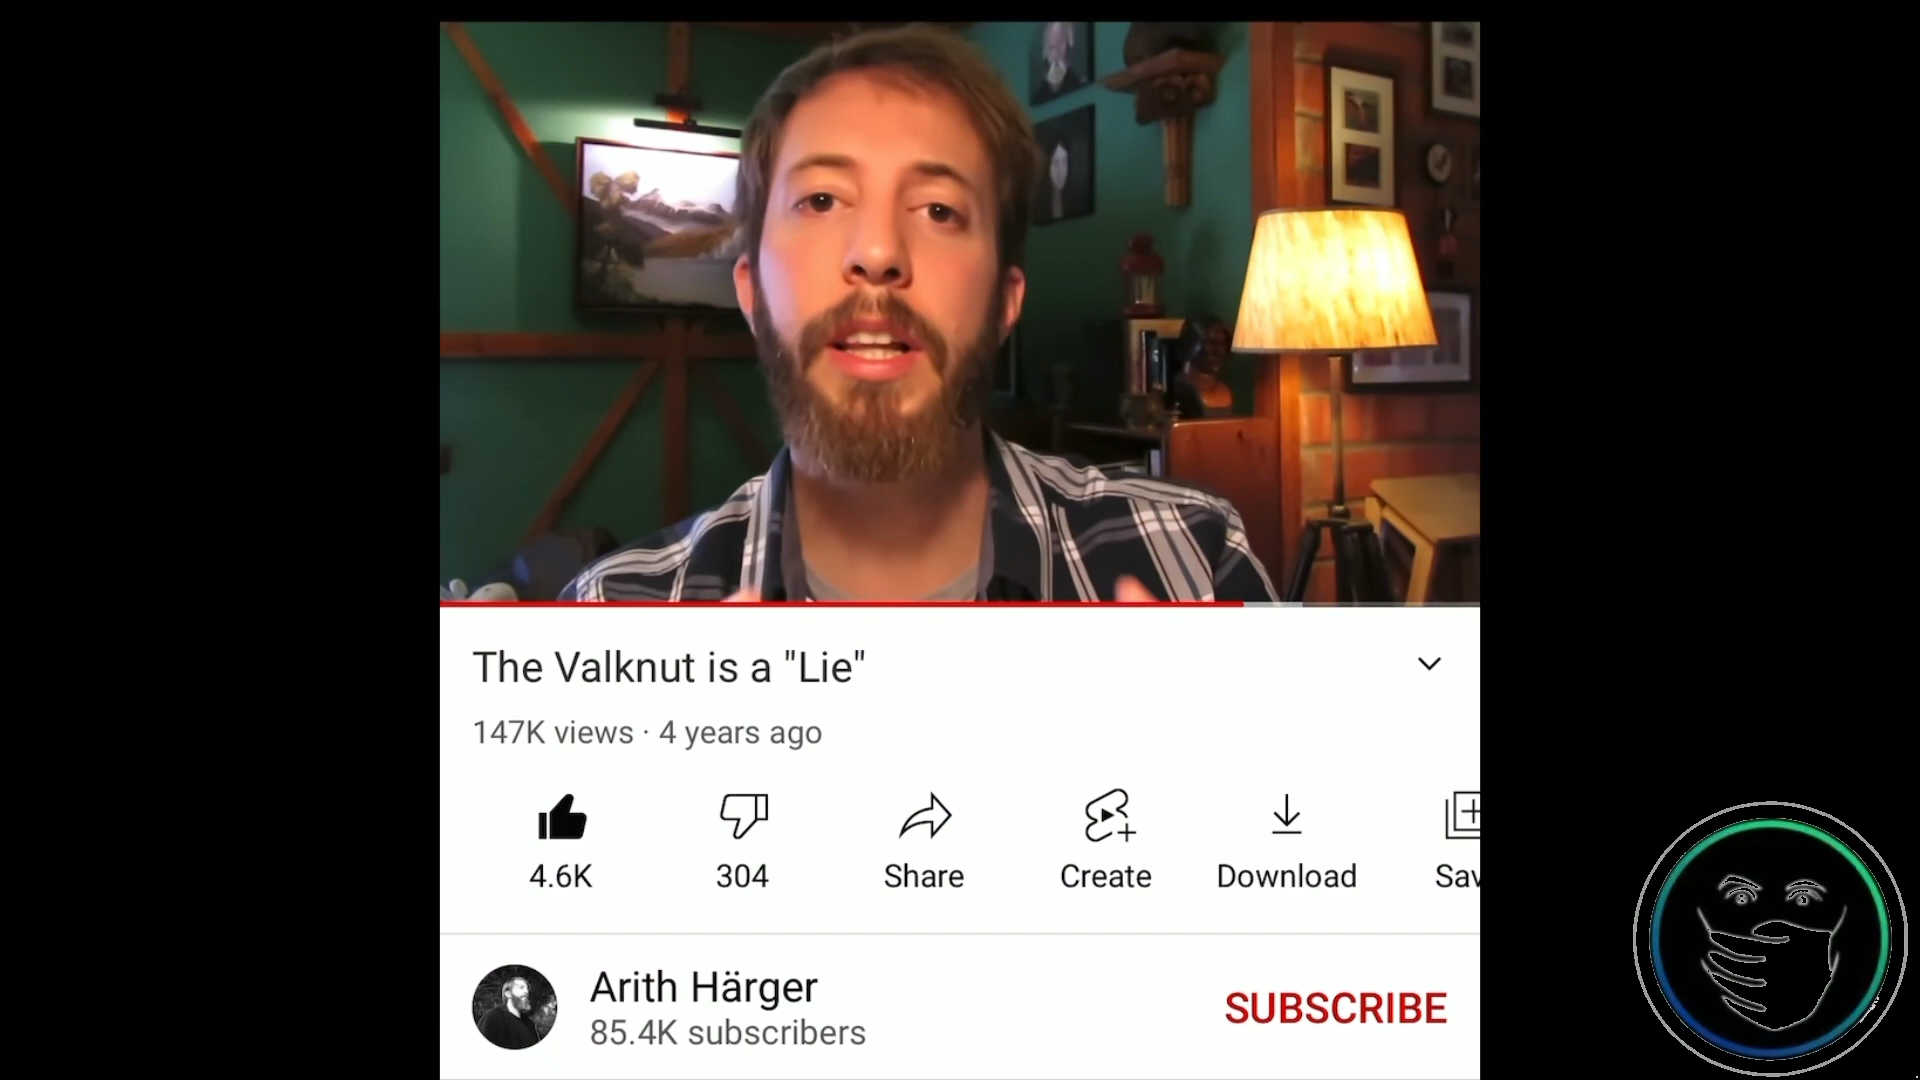 The Valknut is a "Lie"
147K views · 4 years ago
4.6K
304
Share
Create
Download
Sav
Arith Härger
85.4K subscribers
SUBSCRIBE